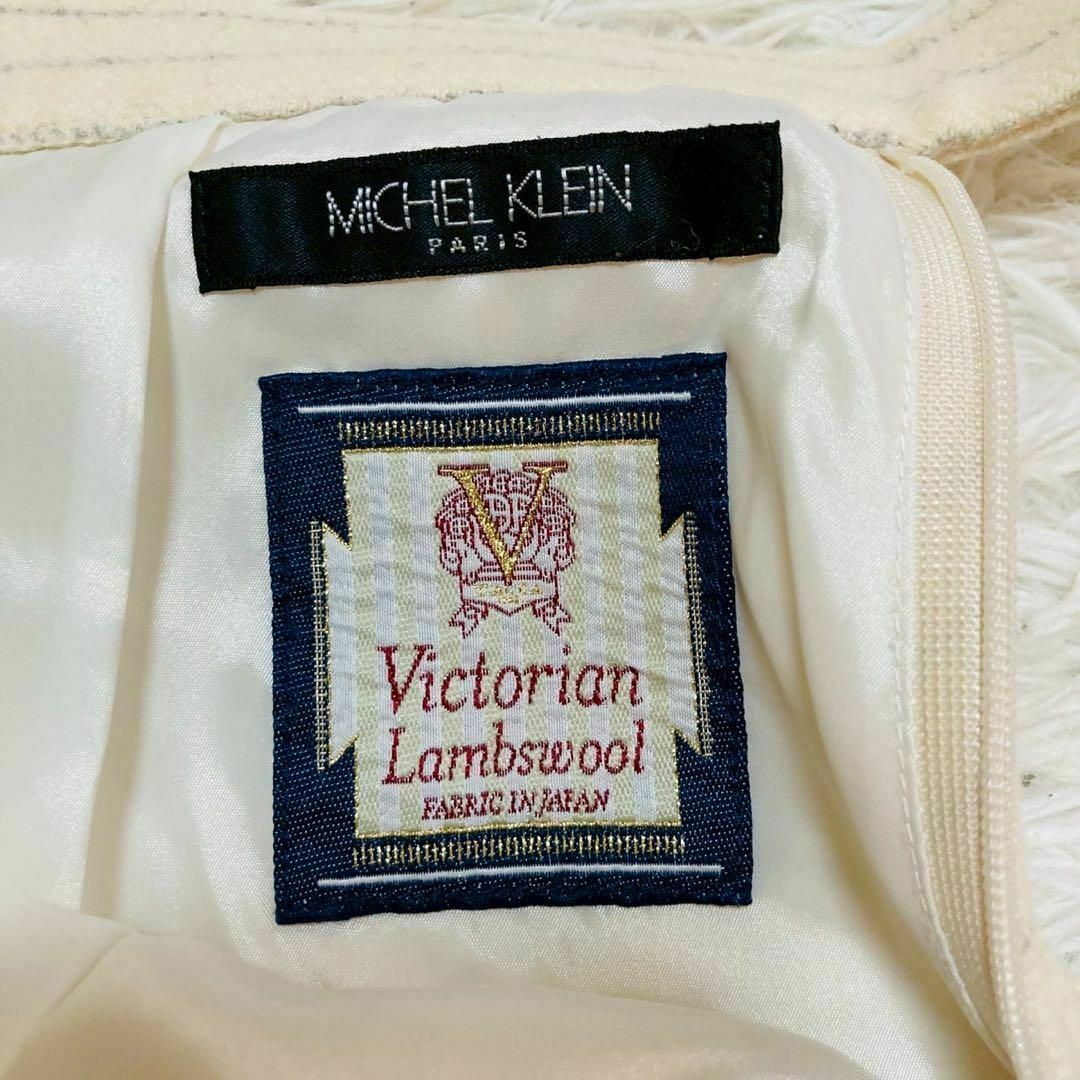 MICHEL KLEIN
PARIS
V
Victorian
Lambswool
FABRIC IN JAPAN